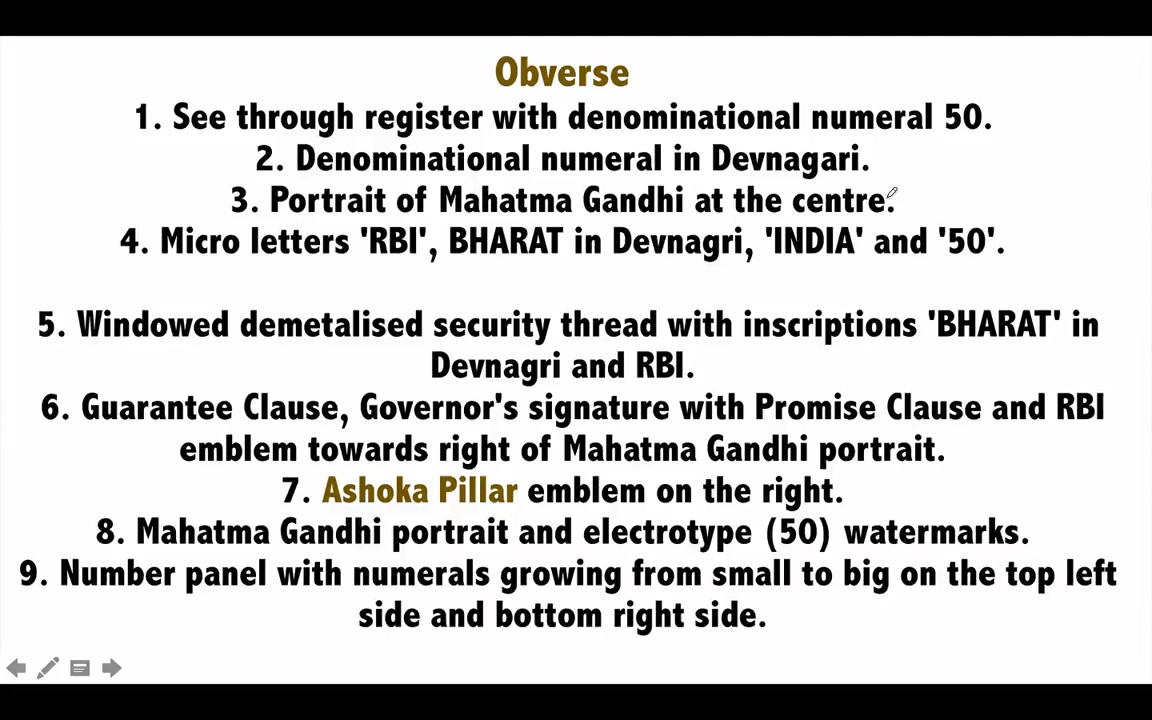 Obverse
1. See through register with denominational numeral 50.
2. Denominational numeral in Devnagari.
3. Portrait of Mahatma Gandhi at the centre.
4. Micro letters 'RBI', BHARAT in Devnagri, 'INDIA' and '50'.
5. Windowed demetalised security thread with inscriptions 'BHARAT' in
Devnagri and RBI.
6. Guarantee Clause, Governor's signature with Promise Clause and RBI
emblem towards right of Mahatma Gandhi portrait.
7. Ashoka Pillar emblem on the right.
8. Mahatma Gandhi portrait and electrotype (50) watermarks.
9. Number panel with numerals growing from small to big on the top left
side and bottom right side.